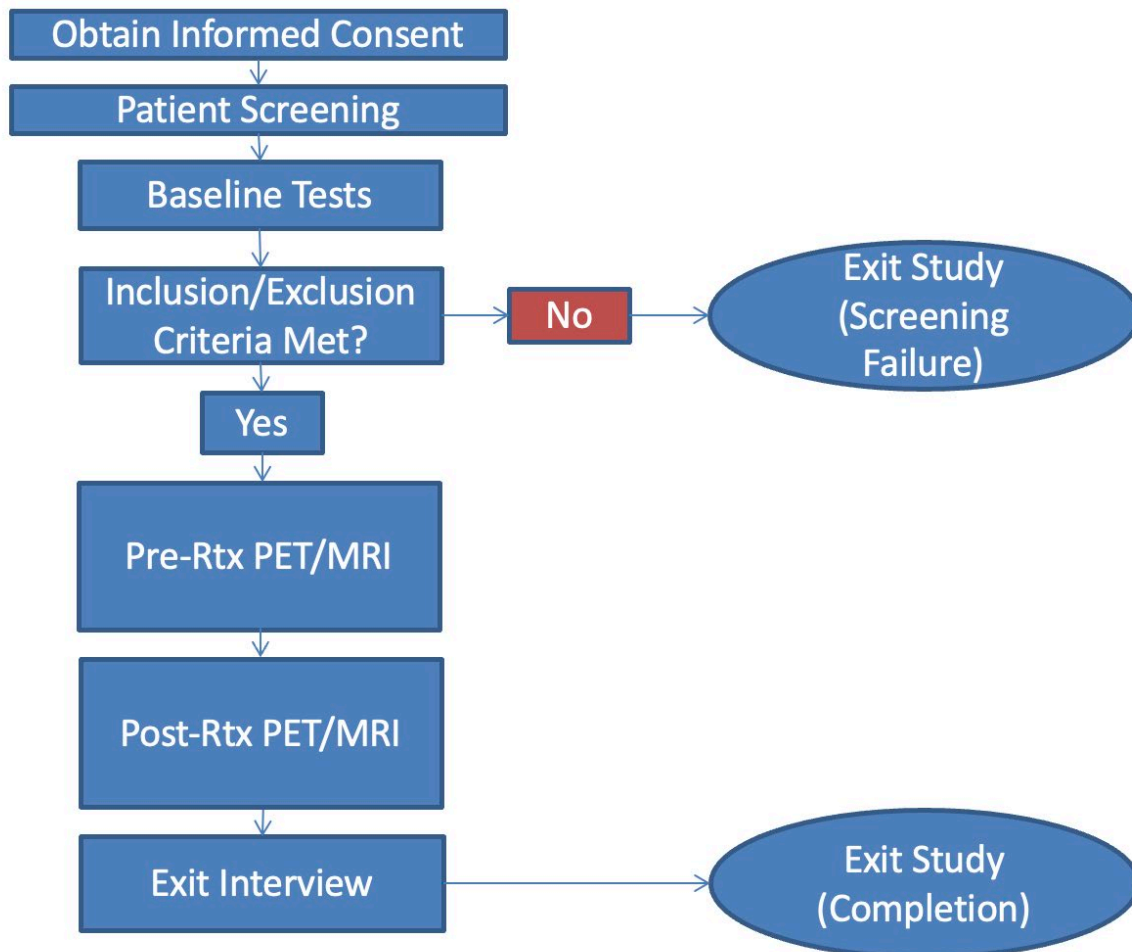 Obtain Informed Consent
Patient Screening
Baseline Tests
Inclusion/Exclusion
Criteria Met?
No
Exit Study
(Screening
Failure)
Yes
Pre-Rtx PET/MRI
Post-Rtx PET/MRI
Exit Interview
Exit Study
(Completion)